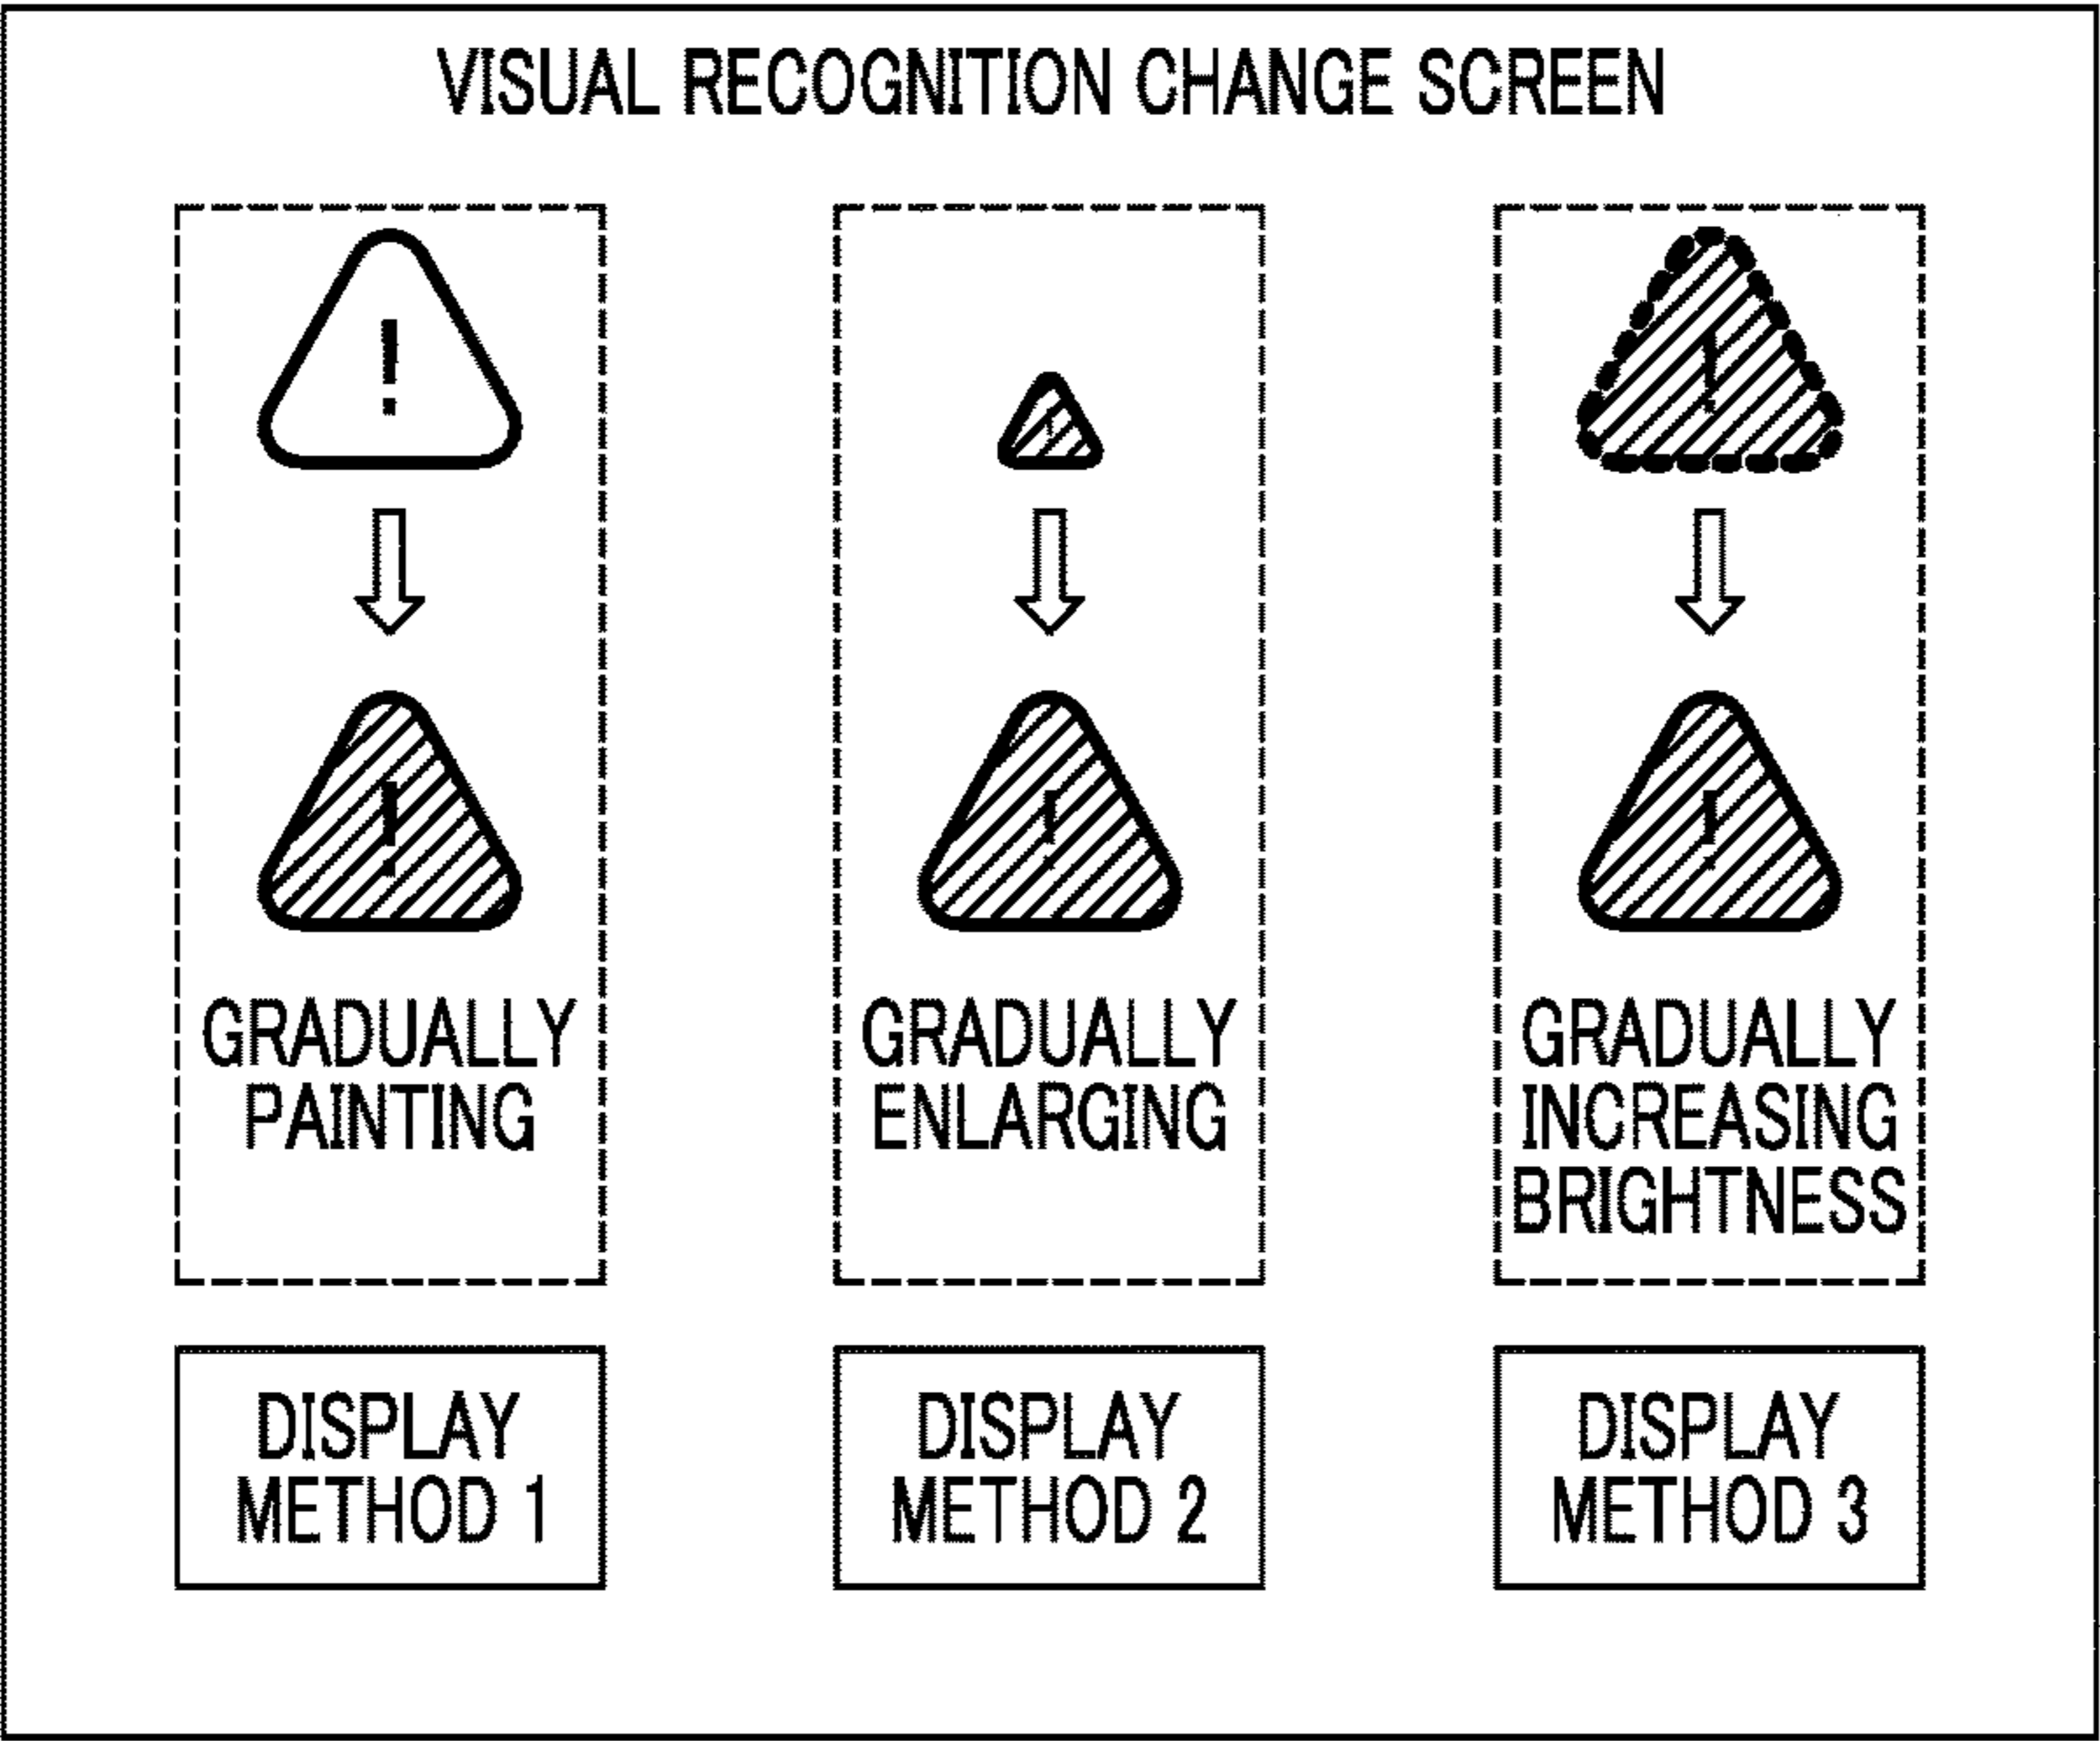 VISUAL RECOGNITION CHANGE SCREEN
!
!
!
!
!
!
GRADUALLY
PAINTING
GRADUALLY
ENLARGING
GRADUALLY
INCREASING
BRIGHTNESS
DISPLAY
METHOD 1
DISPLAY
METHOD 2
DISPLAY
METHOD 3